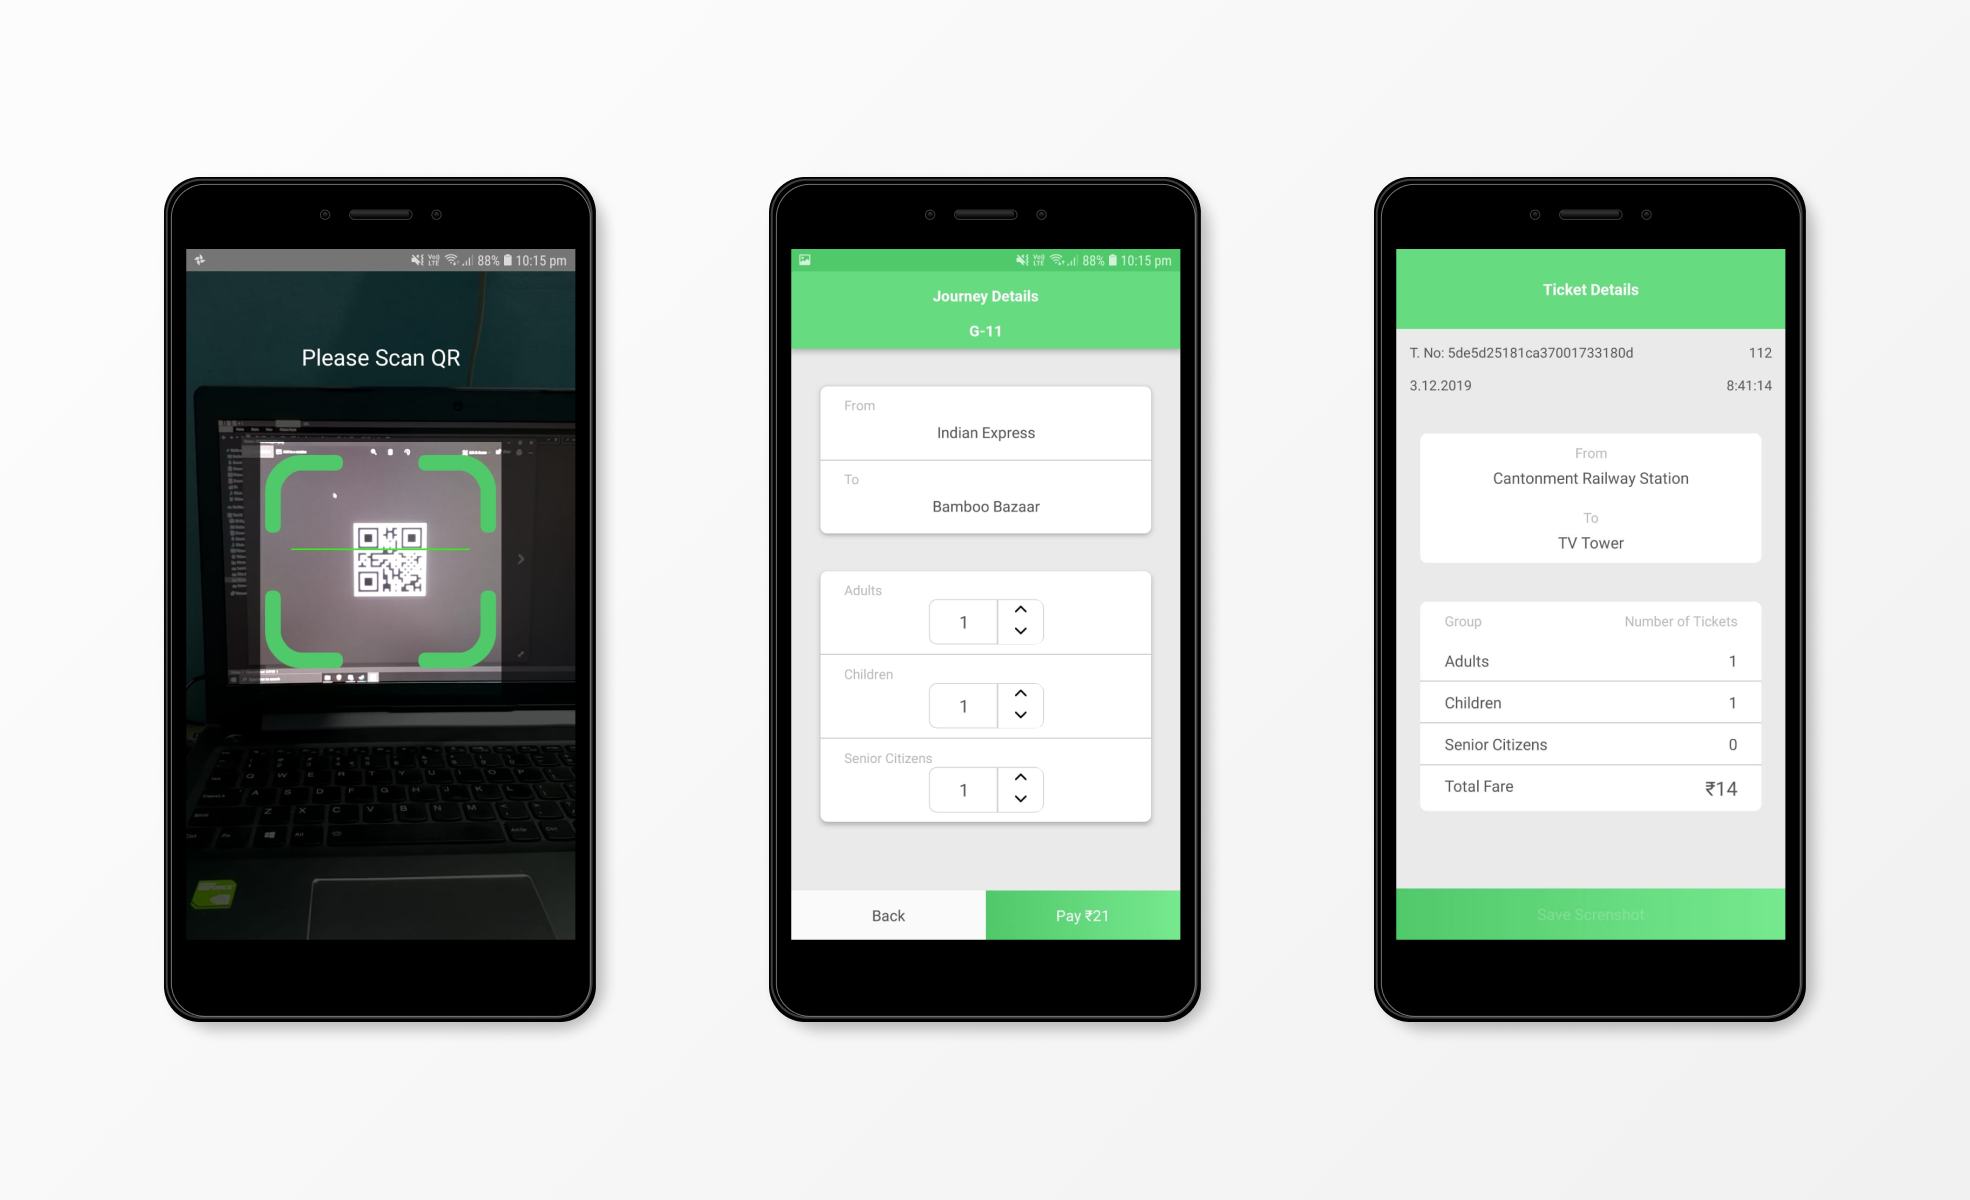 88% 10:15 pm
Please Scan QR
88% 10:15 pm
Journey Details
G-11
From
Indian Express
To
Bamboo Bazaar
Adults
1
Children
1
Senior Citizens
1
Back
Pay ₹21
Ticket Details
T. No: 5de5d25181ca37001733180d 112
3.12.2019 8:41:14
From
Cantonment Railway Station
To
TV Tower
Group Number of Tickets
Adults 1
Children 1
Senior Citizens 0
Total Fare ₹14
Save Screnshot